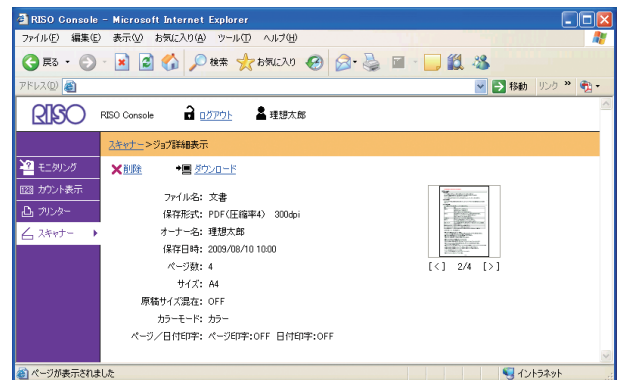 RISO Console - Microsoft Internet Explorer
ファイル(F) 編集(E) 表示(V) お気に入り(A) ツール(T) ヘルプ(H)
戻る 検索 お気に入り
アドレス(D) 移動 リンク »
RISO RISO Console ログアウト 理想太郎
スキャナー>ジョブ詳細表示
モニタリング
カウント表示
プリンター
スキャナー
削除 ダウンロード
ファイル名: 文書
保存形式: PDF(圧縮率4) 300dpi
オーナー名: 理想太郎
保存日時: 2009/08/10 10:00
ページ数: 4
サイズ: A4
原稿サイズ混在: OFF
カラーモード: カラー
ページ/日付印字: ページ印字:OFF 日付印字:OFF
[<] 2/4 [>]
ページが表示されました イントラネット